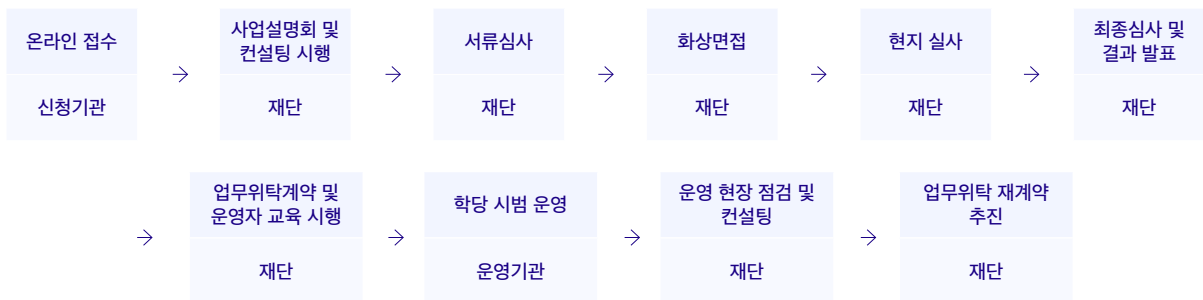 온라인 접수
신청기관
→
사업설명회 및
컨설팅 시행
재단
→
서류심사
재단
→
화상면접
재단
→
현지 실사
재단
→
최종심사 및
결과 발표
재단
→
업무위탁계약 및
운영자 교육 시행
재단
→
학당 시범 운영
운영기관
→
운영 현장 점검 및
컨설팅
재단
→
업무위탁 재계약
추진
재단